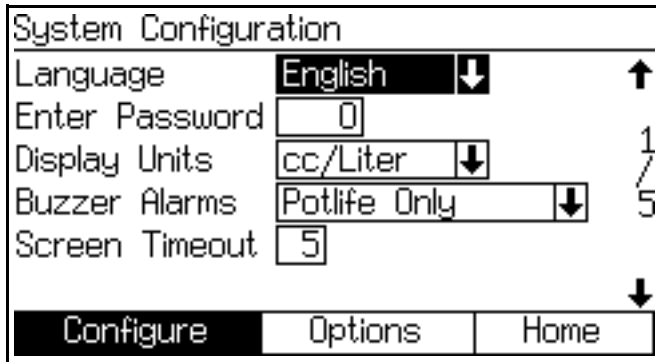 System Configuration
Language English
Enter Password 0
Display Units cc/Liter
Buzzer Alarms Potlife Only
Screen Timeout 5
1
/
5
Configure Options Home